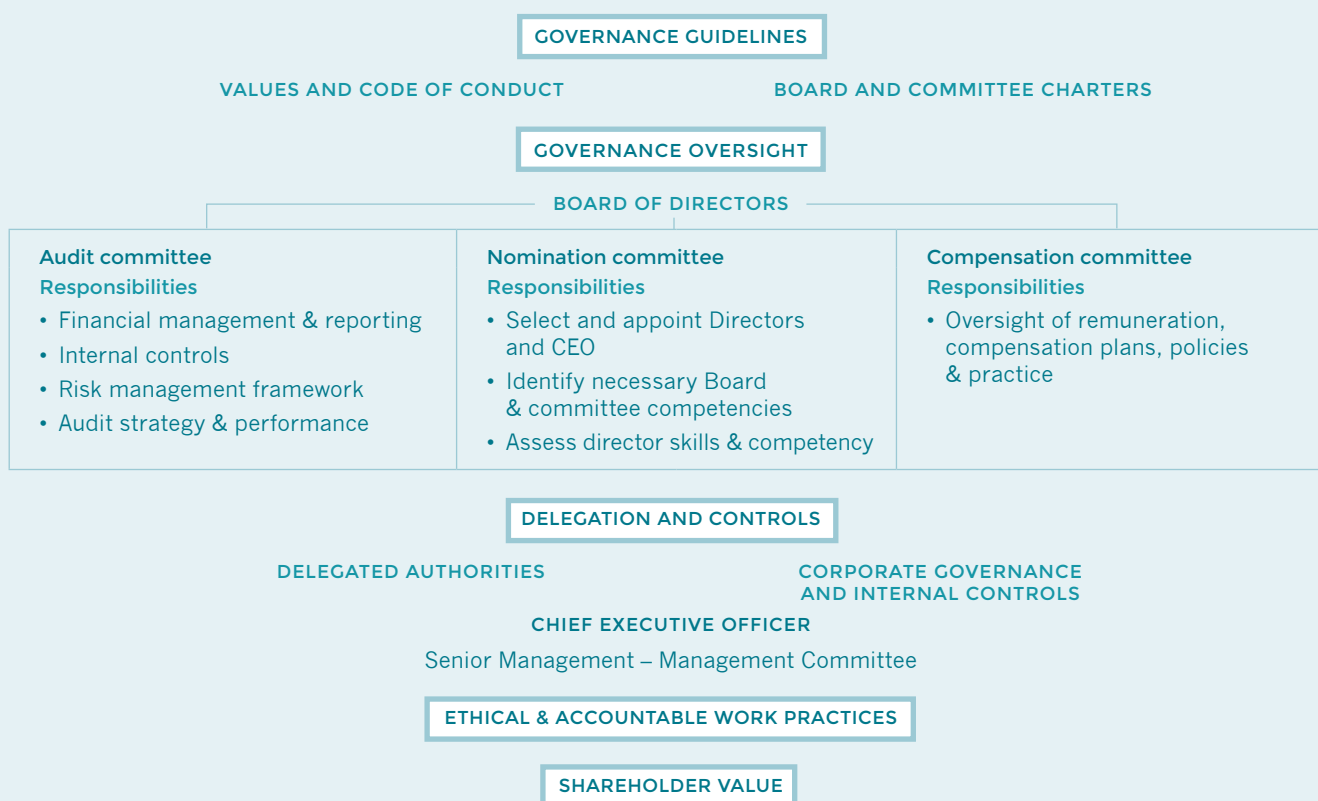 GOVERNANCE GUIDELINES
VALUES AND CODE OF CONDUCT
BOARD AND COMMITTEE CHARTERS
GOVERNANCE OVERSIGHT
BOARD OF DIRECTORS
Audit committee
Responsibilities
• Financial management & reporting
• Internal controls
• Risk management framework
• Audit strategy & performance
Nomination committee
Responsibilities
• Select and appoint Directors
and CEO
• Identify necessary Board
& committee competencies
• Assess director skills & competency
Compensation committee
Responsibilities
• Oversight of remuneration,
compensation plans, policies
& practice
DELEGATION AND CONTROLS
DELEGATED AUTHORITIES
CORPORATE GOVERNANCE
AND INTERNAL CONTROLS
CHIEF EXECUTIVE OFFICER
Senior Management – Management Committee
ETHICAL & ACCOUNTABLE WORK PRACTICES
SHAREHOLDER VALUE